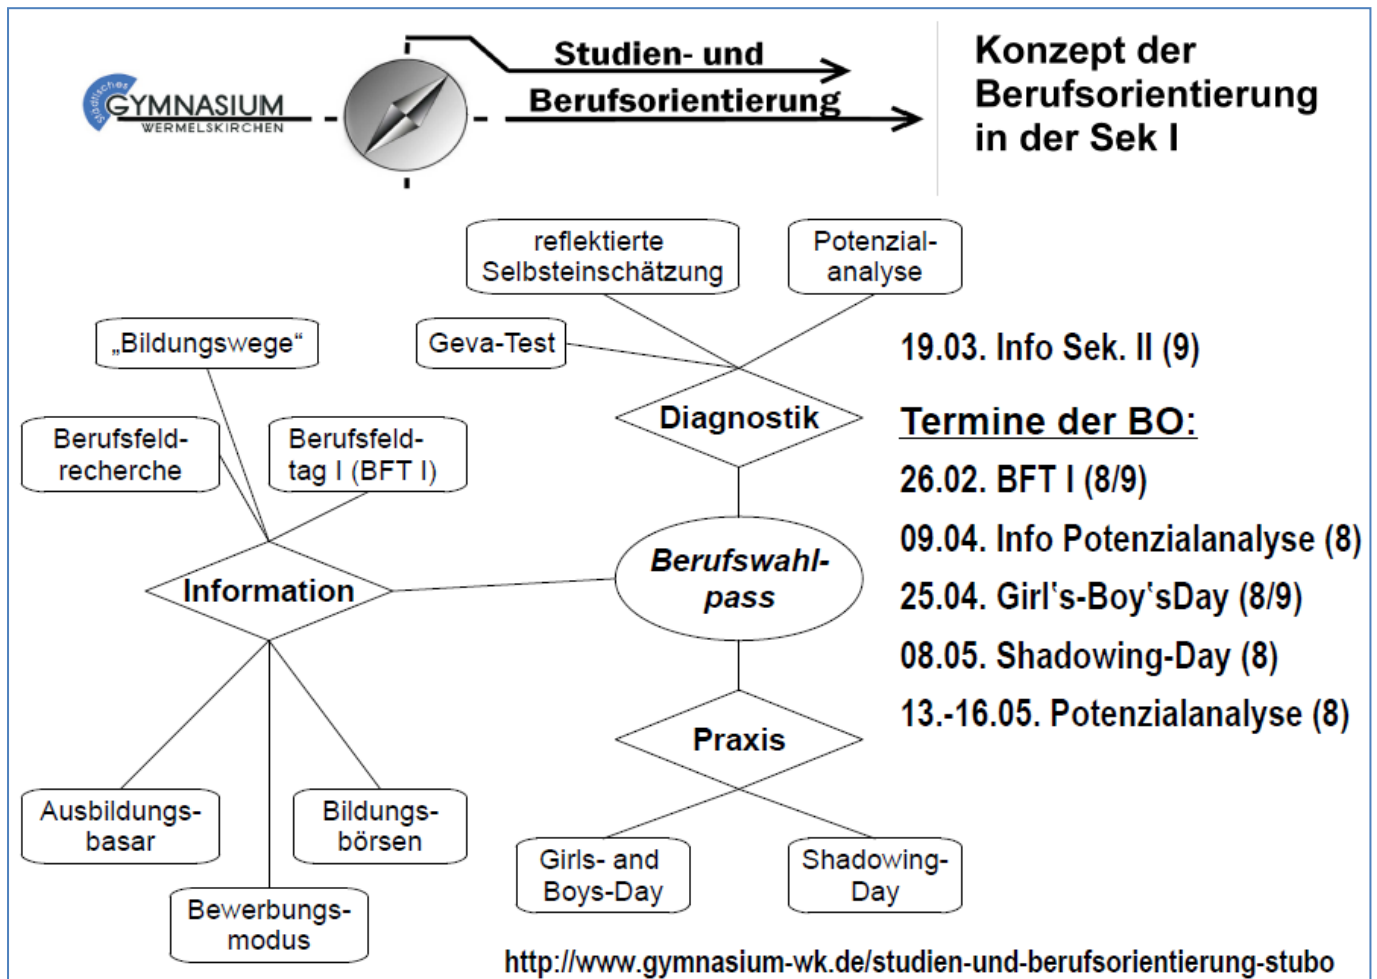 Städtisches
GYMNASIUM
WERMELSKIRCHEN
Studien- und
Berufsorientierung
Konzept der
Berufsorientierung
in der Sek I
reflektierte
Selbsteinschätzung
Potenzial-
analyse
„Bildungswege“
Geva-Test
19.03. Info Sek. II (9)
Berufsfeld-
recherche
Berufsfeld-
tag I (BFT I)
Diagnostik
Termine der BO:
26.02. BFT I (8/9)
09.04. Info Potenzialanalyse (8)
25.04. Girl‘s-Boy‘sDay (8/9)
08.05. Shadowing-Day (8)
13.-16.05. Potenzialanalyse (8)
Information
Berufswahl-
pass
Praxis
Ausbildungs-
basar
Bildungs-
börsen
Bewerbungs-
modus
Girls- and
Boys-Day
Shadowing-
Day
http://www.gymnasium-wk.de/studien-und-berufsorientierung-stubo